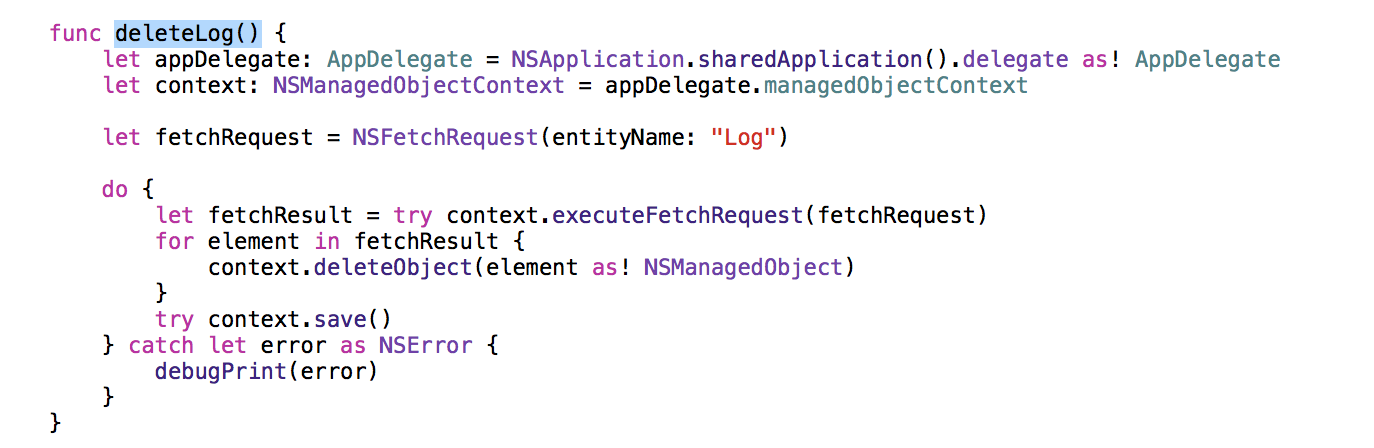 func deleteLog() {
    let appDelegate: AppDelegate = NSApplication.sharedApplication().delegate as! AppDelegate
    let context: NSManagedObjectContext = appDelegate.managedObjectContext

    let fetchRequest = NSFetchRequest(entityName: "Log")

    do {
        let fetchResult = try context.executeFetchRequest(fetchRequest)
        for element in fetchResult {
            context.deleteObject(element as! NSManagedObject)
        }
        try context.save()
    } catch let error as NSError {
        debugPrint(error)
    }
}